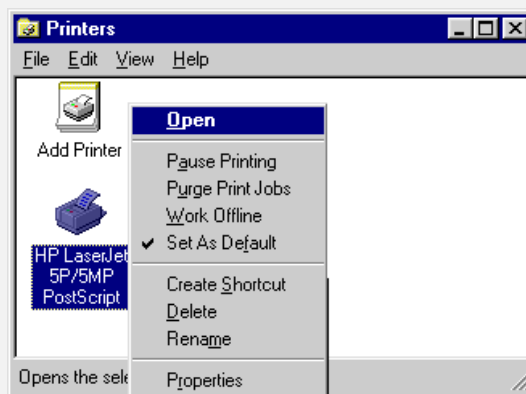 Printers
File Edit View Help
Add Printer
HP LaserJet
5P/5MP
PostScript
Open
Pause Printing
Purge Print Jobs
Work Offline
Set As Default
Create Shortcut
Delete
Rename
Properties
Opens the